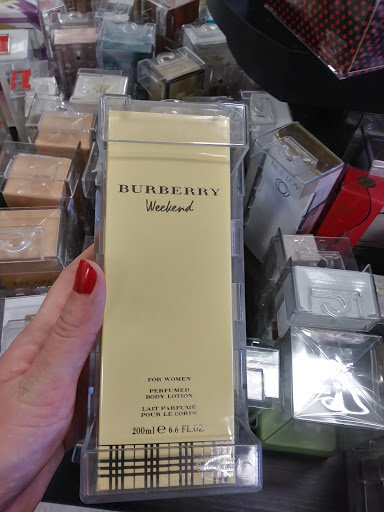 BURBERRY
Weekend
FOR WOMEN
PERFUMED
BODY LOTION
LAIT PARFUMÉ
POUR LE CORPS
200ml ℮ 6.6 FL.OZ